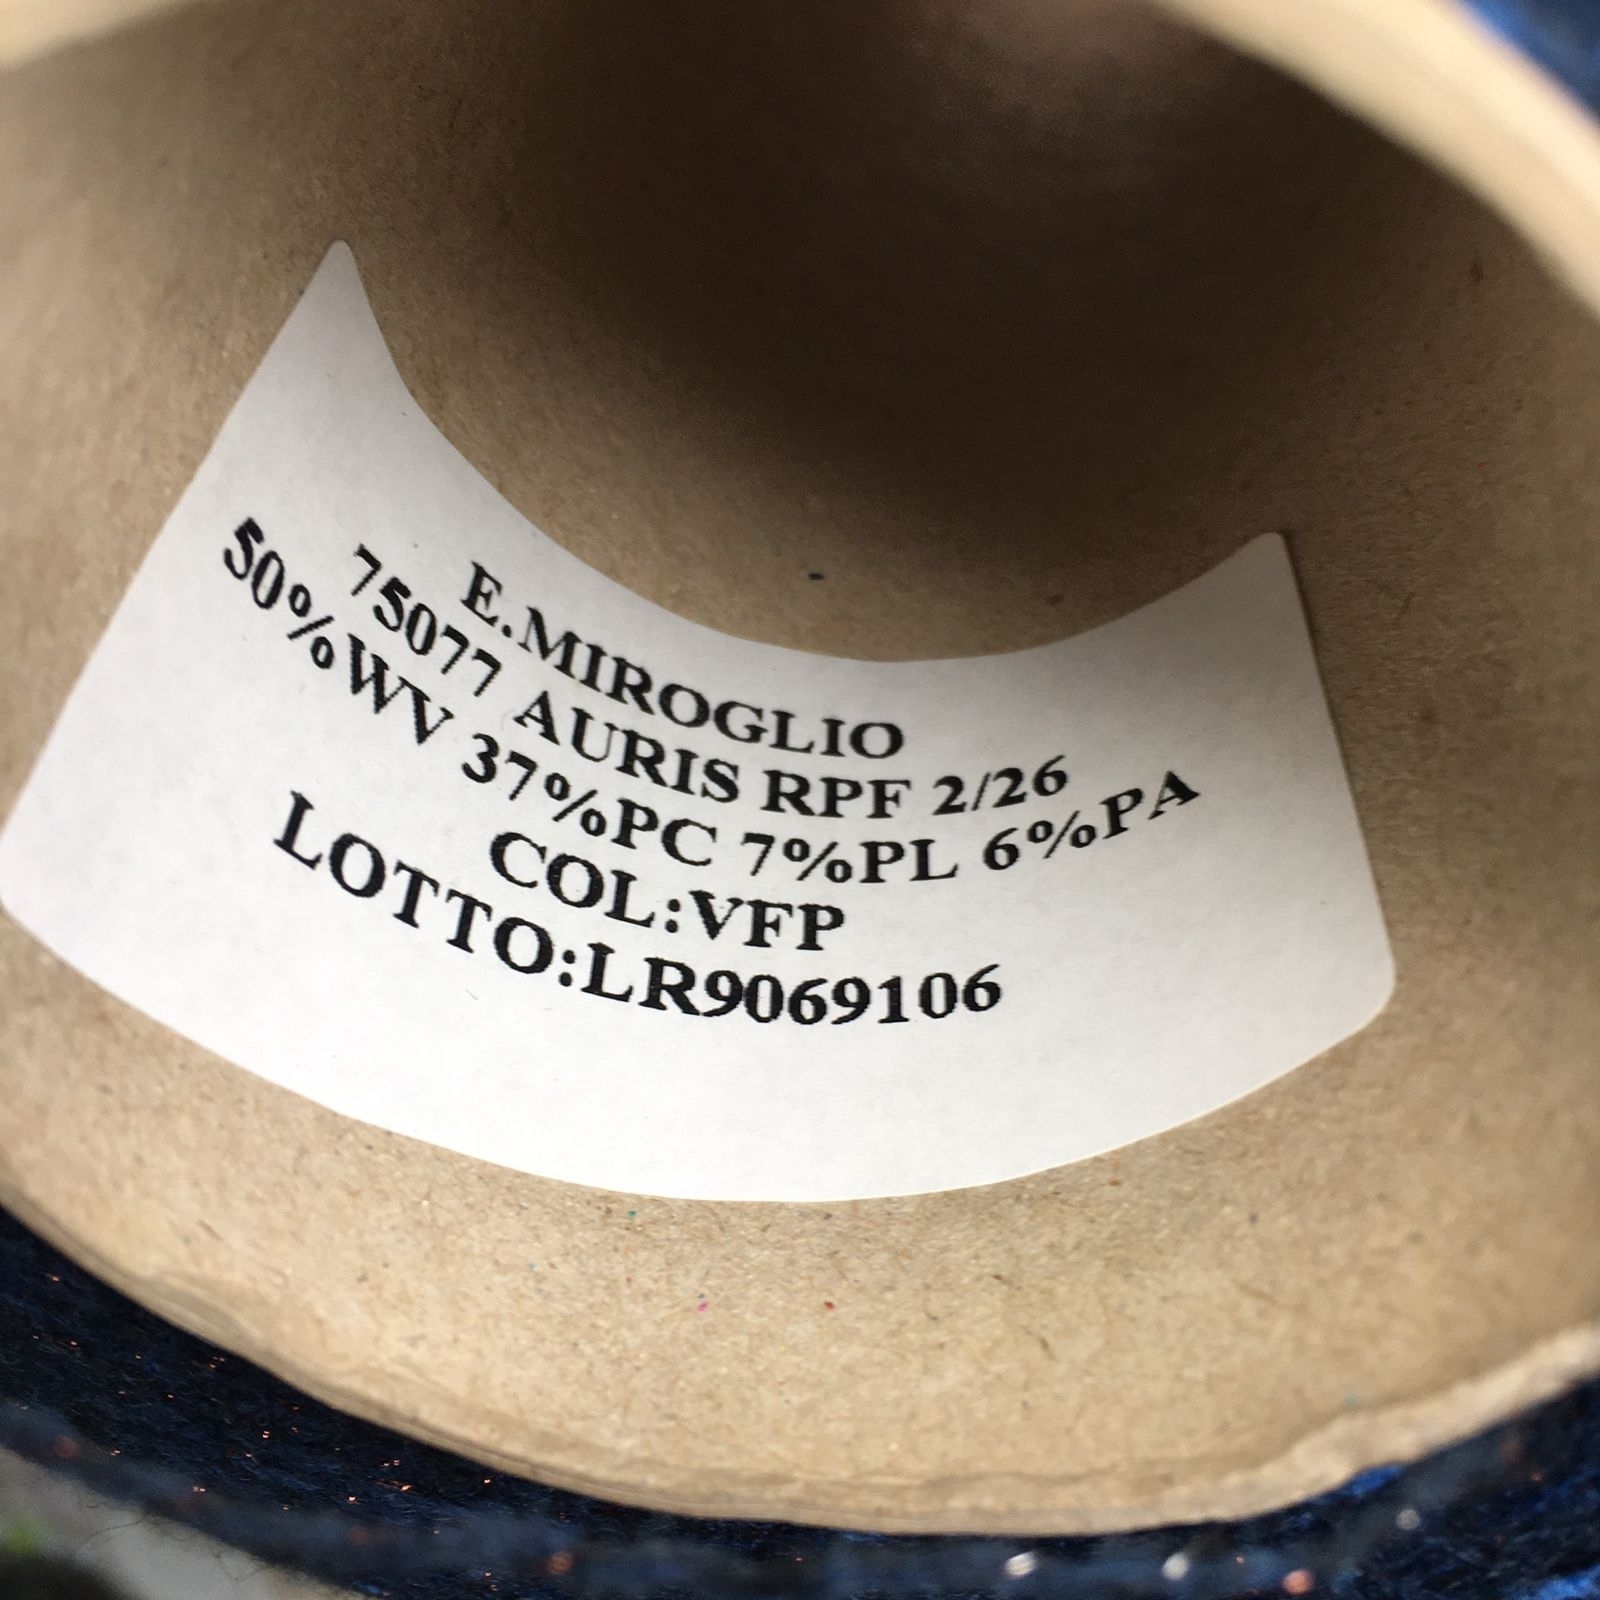 E.MIROGLIO
75077 AURIS RPF 2/26
50%WV 37%PC 7%PL 6%PA
COL:VFP
LOTTO:LR9069106